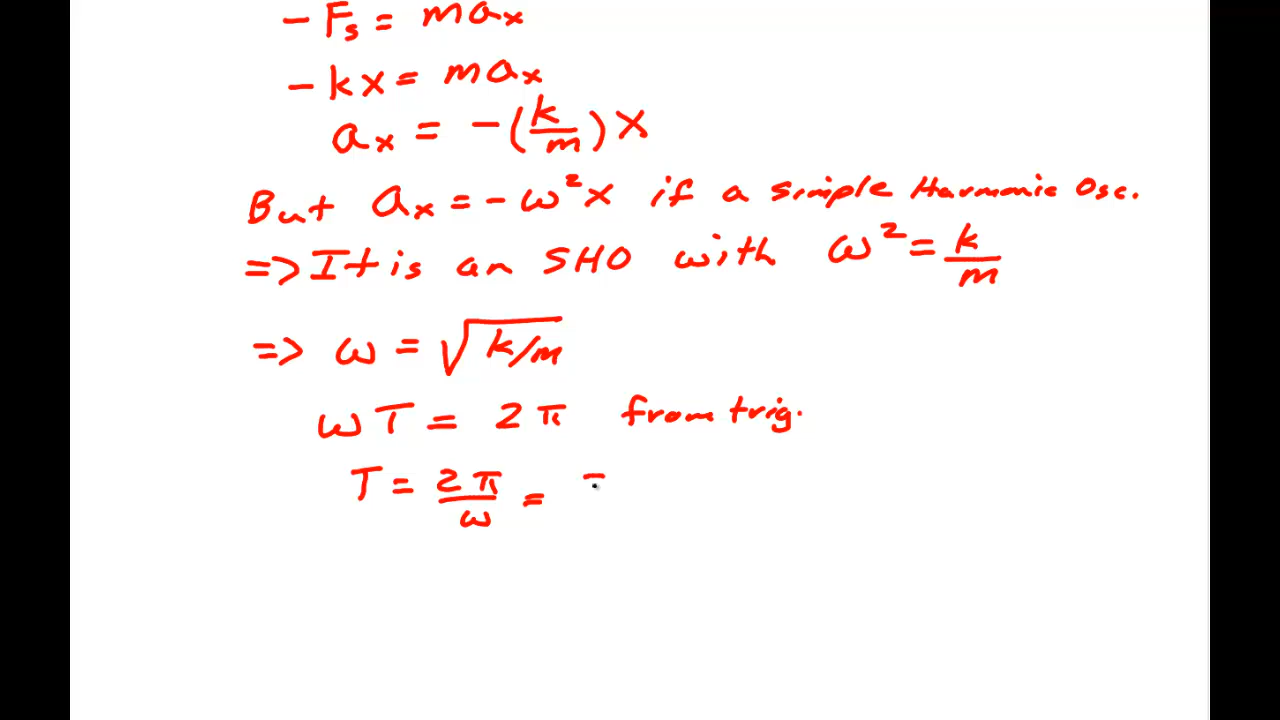 - Fs = max
- kx = max
ax = - (k/m) x
But ax = - ω²x if a simple Harmonic Osc.
=> It is an SHO with ω² = k/m
=> ω = √k/m
ωT = 2π from trig.
T = 2π/ω =